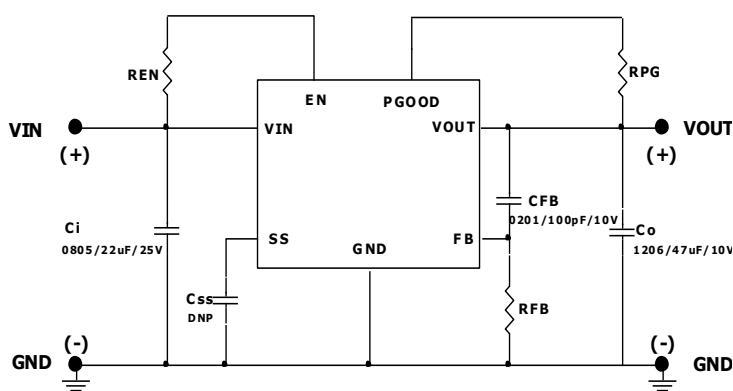 REN
RPG
EN
PGOOD
VIN
VIN
VOUT
VOUT
(+)
(+)
CFB
0201/100pF/10V
Ci
0805/22uF/25V
SS
GND
FB
Co
1206/47uF/10V
Css
DNP
RFB
(-)
(-)
GND
GND